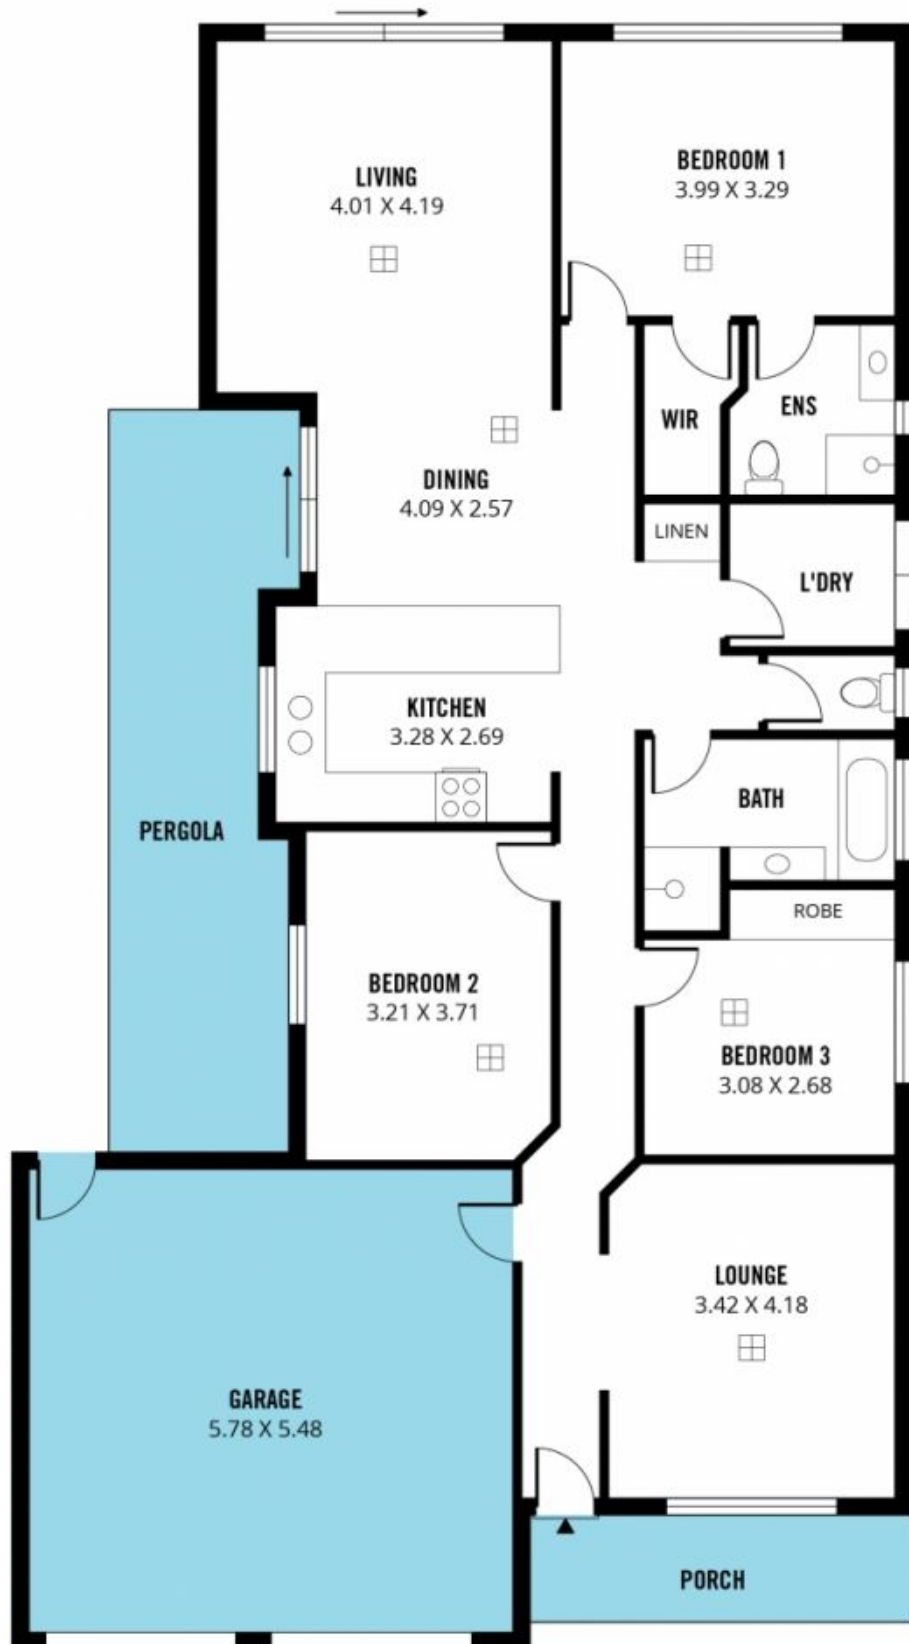 LIVING
4.01 X 4.19
BEDROOM 1
3.99 X 3.29
WIR
ENS
DINING
4.09 X 2.57
LINEN
L'DRY
KITCHEN
3.28 X 2.69
BATH
PERGOLA
ROBE
BEDROOM 2
3.21 X 3.71
BEDROOM 3
3.08 X 2.68
LOUNGE
3.42 X 4.18
GARAGE
5.78 X 5.48
PORCH